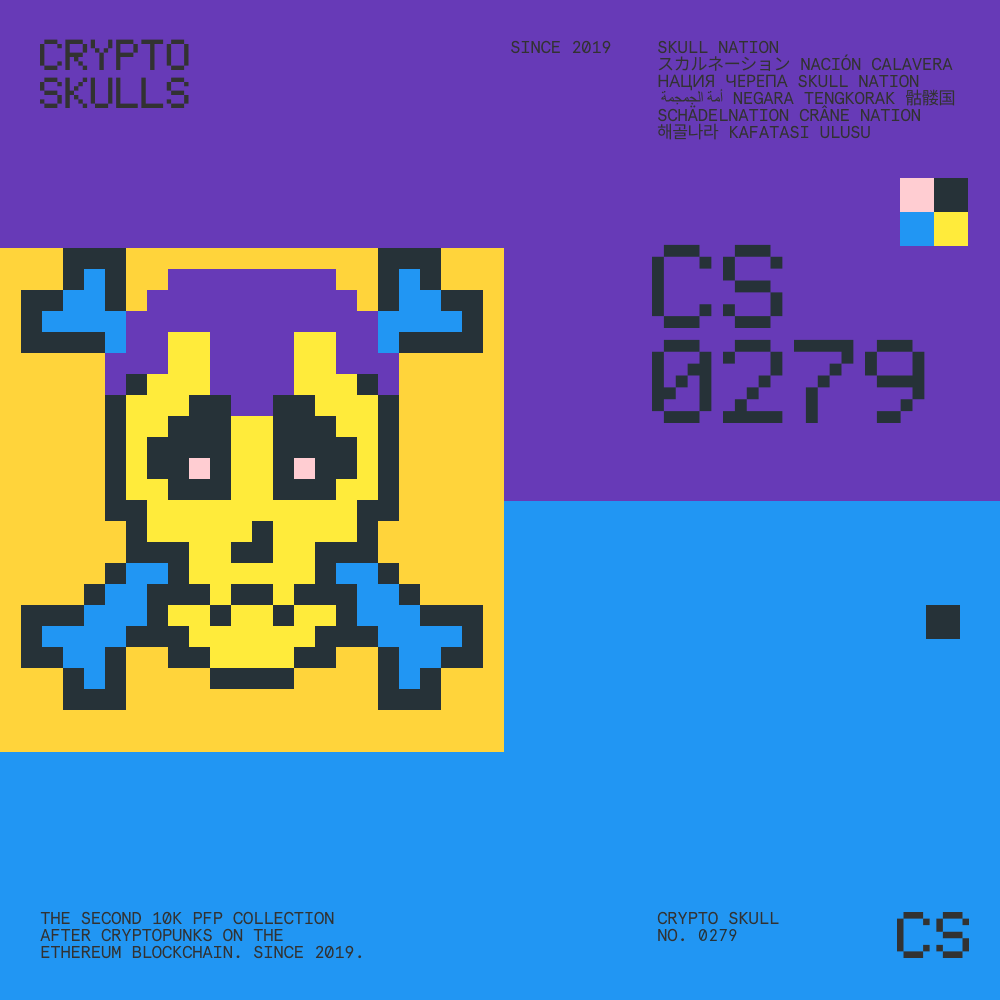 CRYPTO
SKULLS
SINCE 2019
SKULL NATION
スカルネーション NACIÓN CALAVERA
НАЦИЯ ЧЕРЕПА SKULL NATION
أمة الجمجمة NEGARA TENGKORAK 骷髅国
SCHÄDELNATION CRÂNE NATION
해골나라 KAFATASI ULUSU
CS
0279
THE SECOND 10K PFP COLLECTION
AFTER CRYPTOPUNKS ON THE
ETHEREUM BLOCKCHAIN. SINCE 2019.
CRYPTO SKULL
NO. 0279
CS